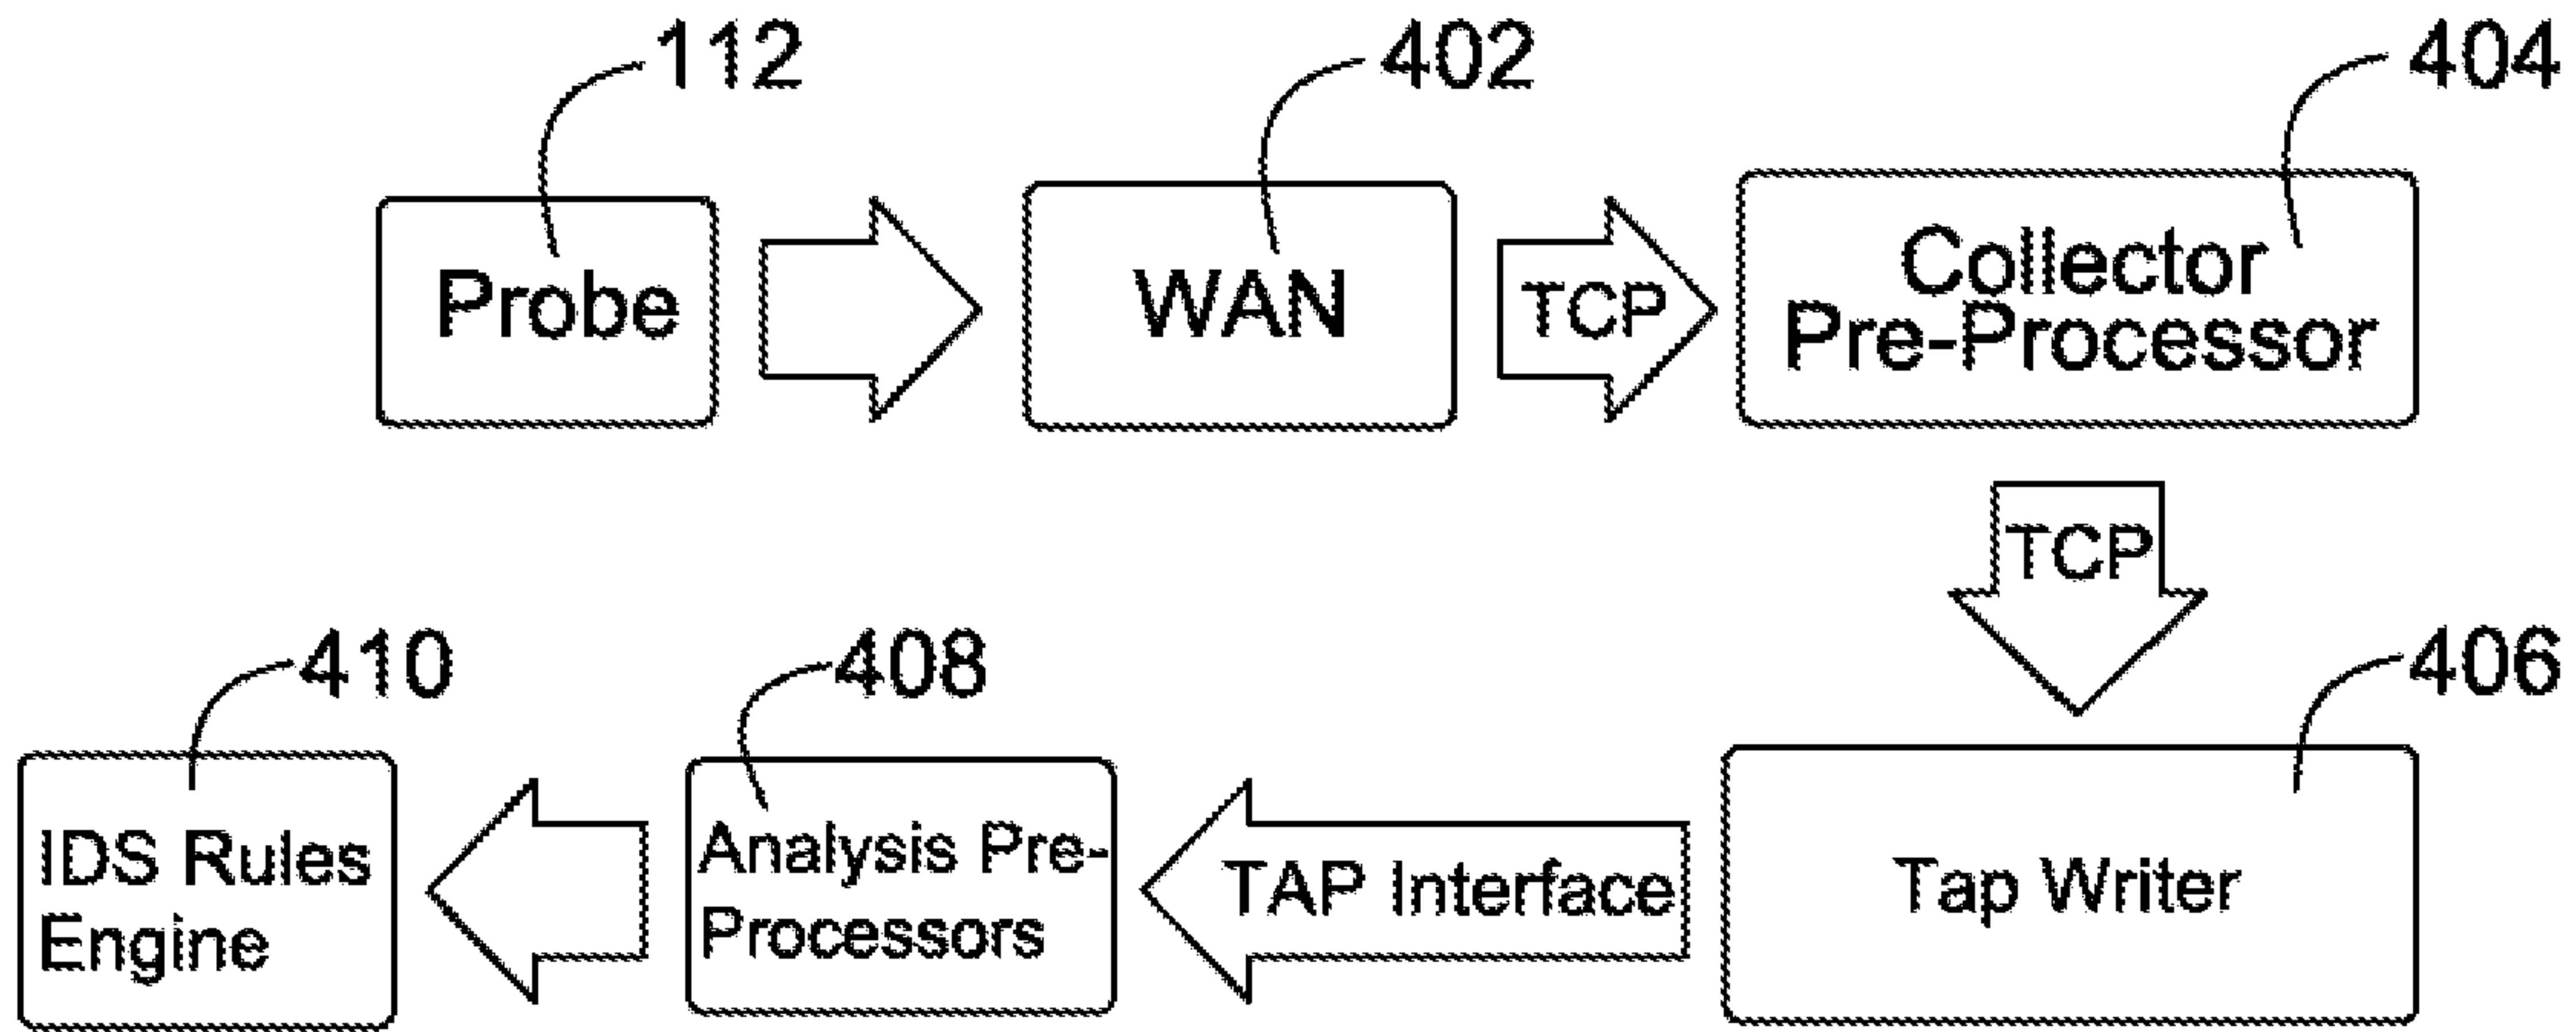 112
402
404
Probe
WAN
TCP
Collector
Pre-Processor
TCP
410
408
406
IDS Rules
Engine
Analysis Pre-
Processors
TAP Interface
Tap Writer